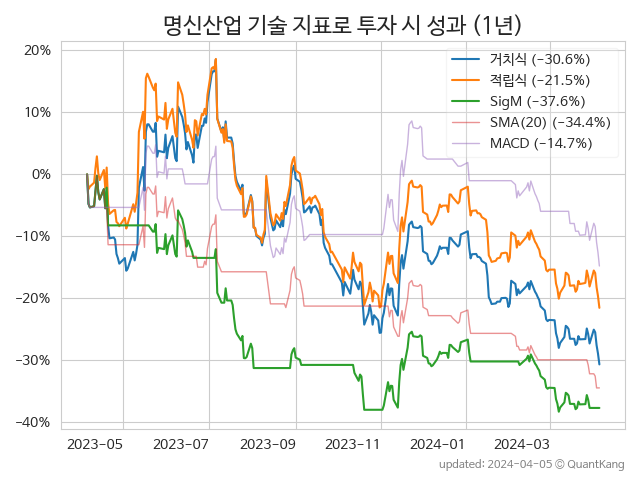 명신산업 기술 지표로 투자 시 성과 (1년)
거치식 (−30.6%)
적립식 (−21.5%)
SigM (−37.6%)
SMA(20) (−34.4%)
MACD (−14.7%)
20%
10%
0%
−10%
−20%
−30%
−40%
2023-05 2023-07 2023-09 2023-11 2024-01 2024-03
updated: 2024-04-05 © QuantKang